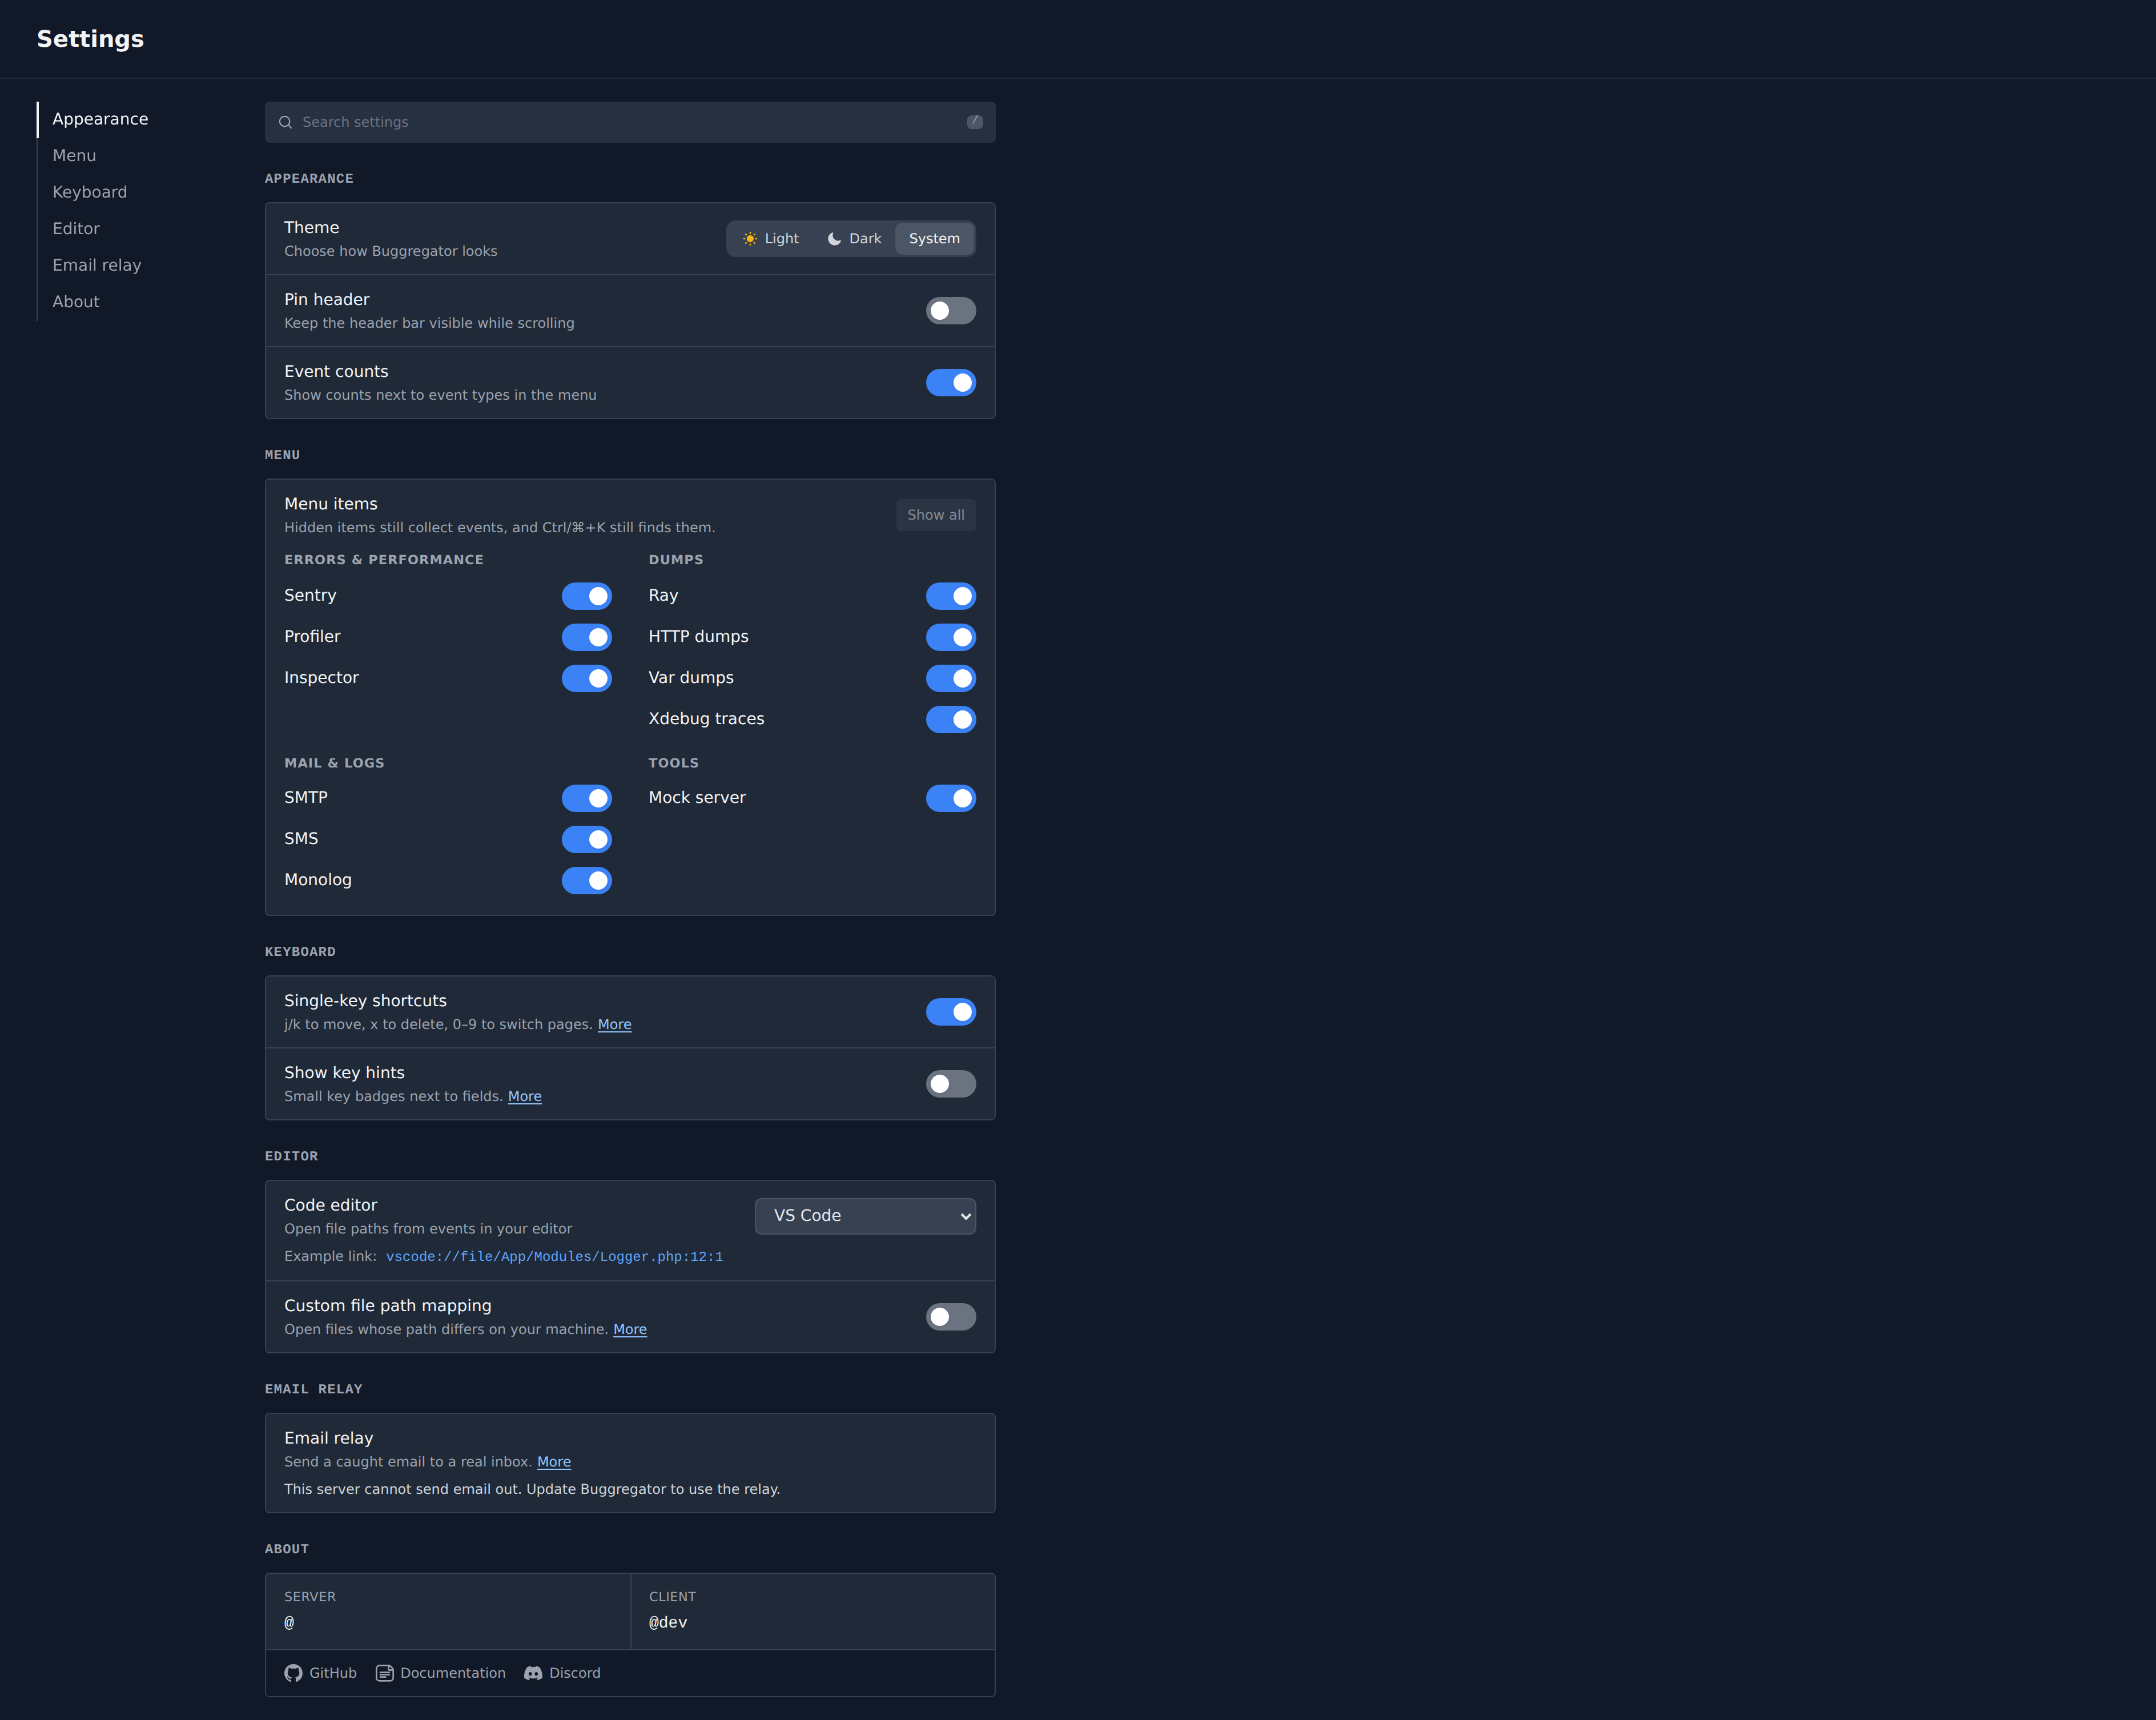 Settings
Appearance
Menu
Keyboard
Editor
Email relay
About
Search settings /
APPEARANCE
Theme
Choose how Buggregator looks
Light Dark System
Pin header
Keep the header bar visible while scrolling
Event counts
Show counts next to event types in the menu
MENU
Menu items
Hidden items still collect events, and Ctrl/⌘+K still finds them.
Show all
ERRORS & PERFORMANCE
Sentry
Profiler
Inspector
DUMPS
Ray
HTTP dumps
Var dumps
Xdebug traces
MAIL & LOGS
SMTP
SMS
Monolog
TOOLS
Mock server
KEYBOARD
Single-key shortcuts
j/k to move, x to delete, 0–9 to switch pages. More
Show key hints
Small key badges next to fields. More
EDITOR
Code editor
Open file paths from events in your editor
VS Code
Example link: vscode://file/App/Modules/Logger.php:12:1
Custom file path mapping
Open files whose path differs on your machine. More
EMAIL RELAY
Email relay
Send a caught email to a real inbox. More
This server cannot send email out. Update Buggregator to use the relay.
ABOUT
SERVER
@
CLIENT
@dev
GitHub Documentation Discord